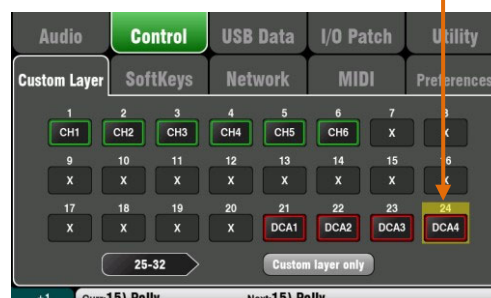 Audio Control USB Data I/O Patch Utility
Custom Layer SoftKeys Network MIDI Preferences
1 2 3 4 5 6 7 8
CH1 CH2 CH3 CH4 CH5 CH6 X X
9 10 11 12 13 14 15 16
X X X X X X X X
17 18 19 20 21 22 23 24
X X X X DCA1 DCA2 DCA3 DCA4
25-32 Custom layer only